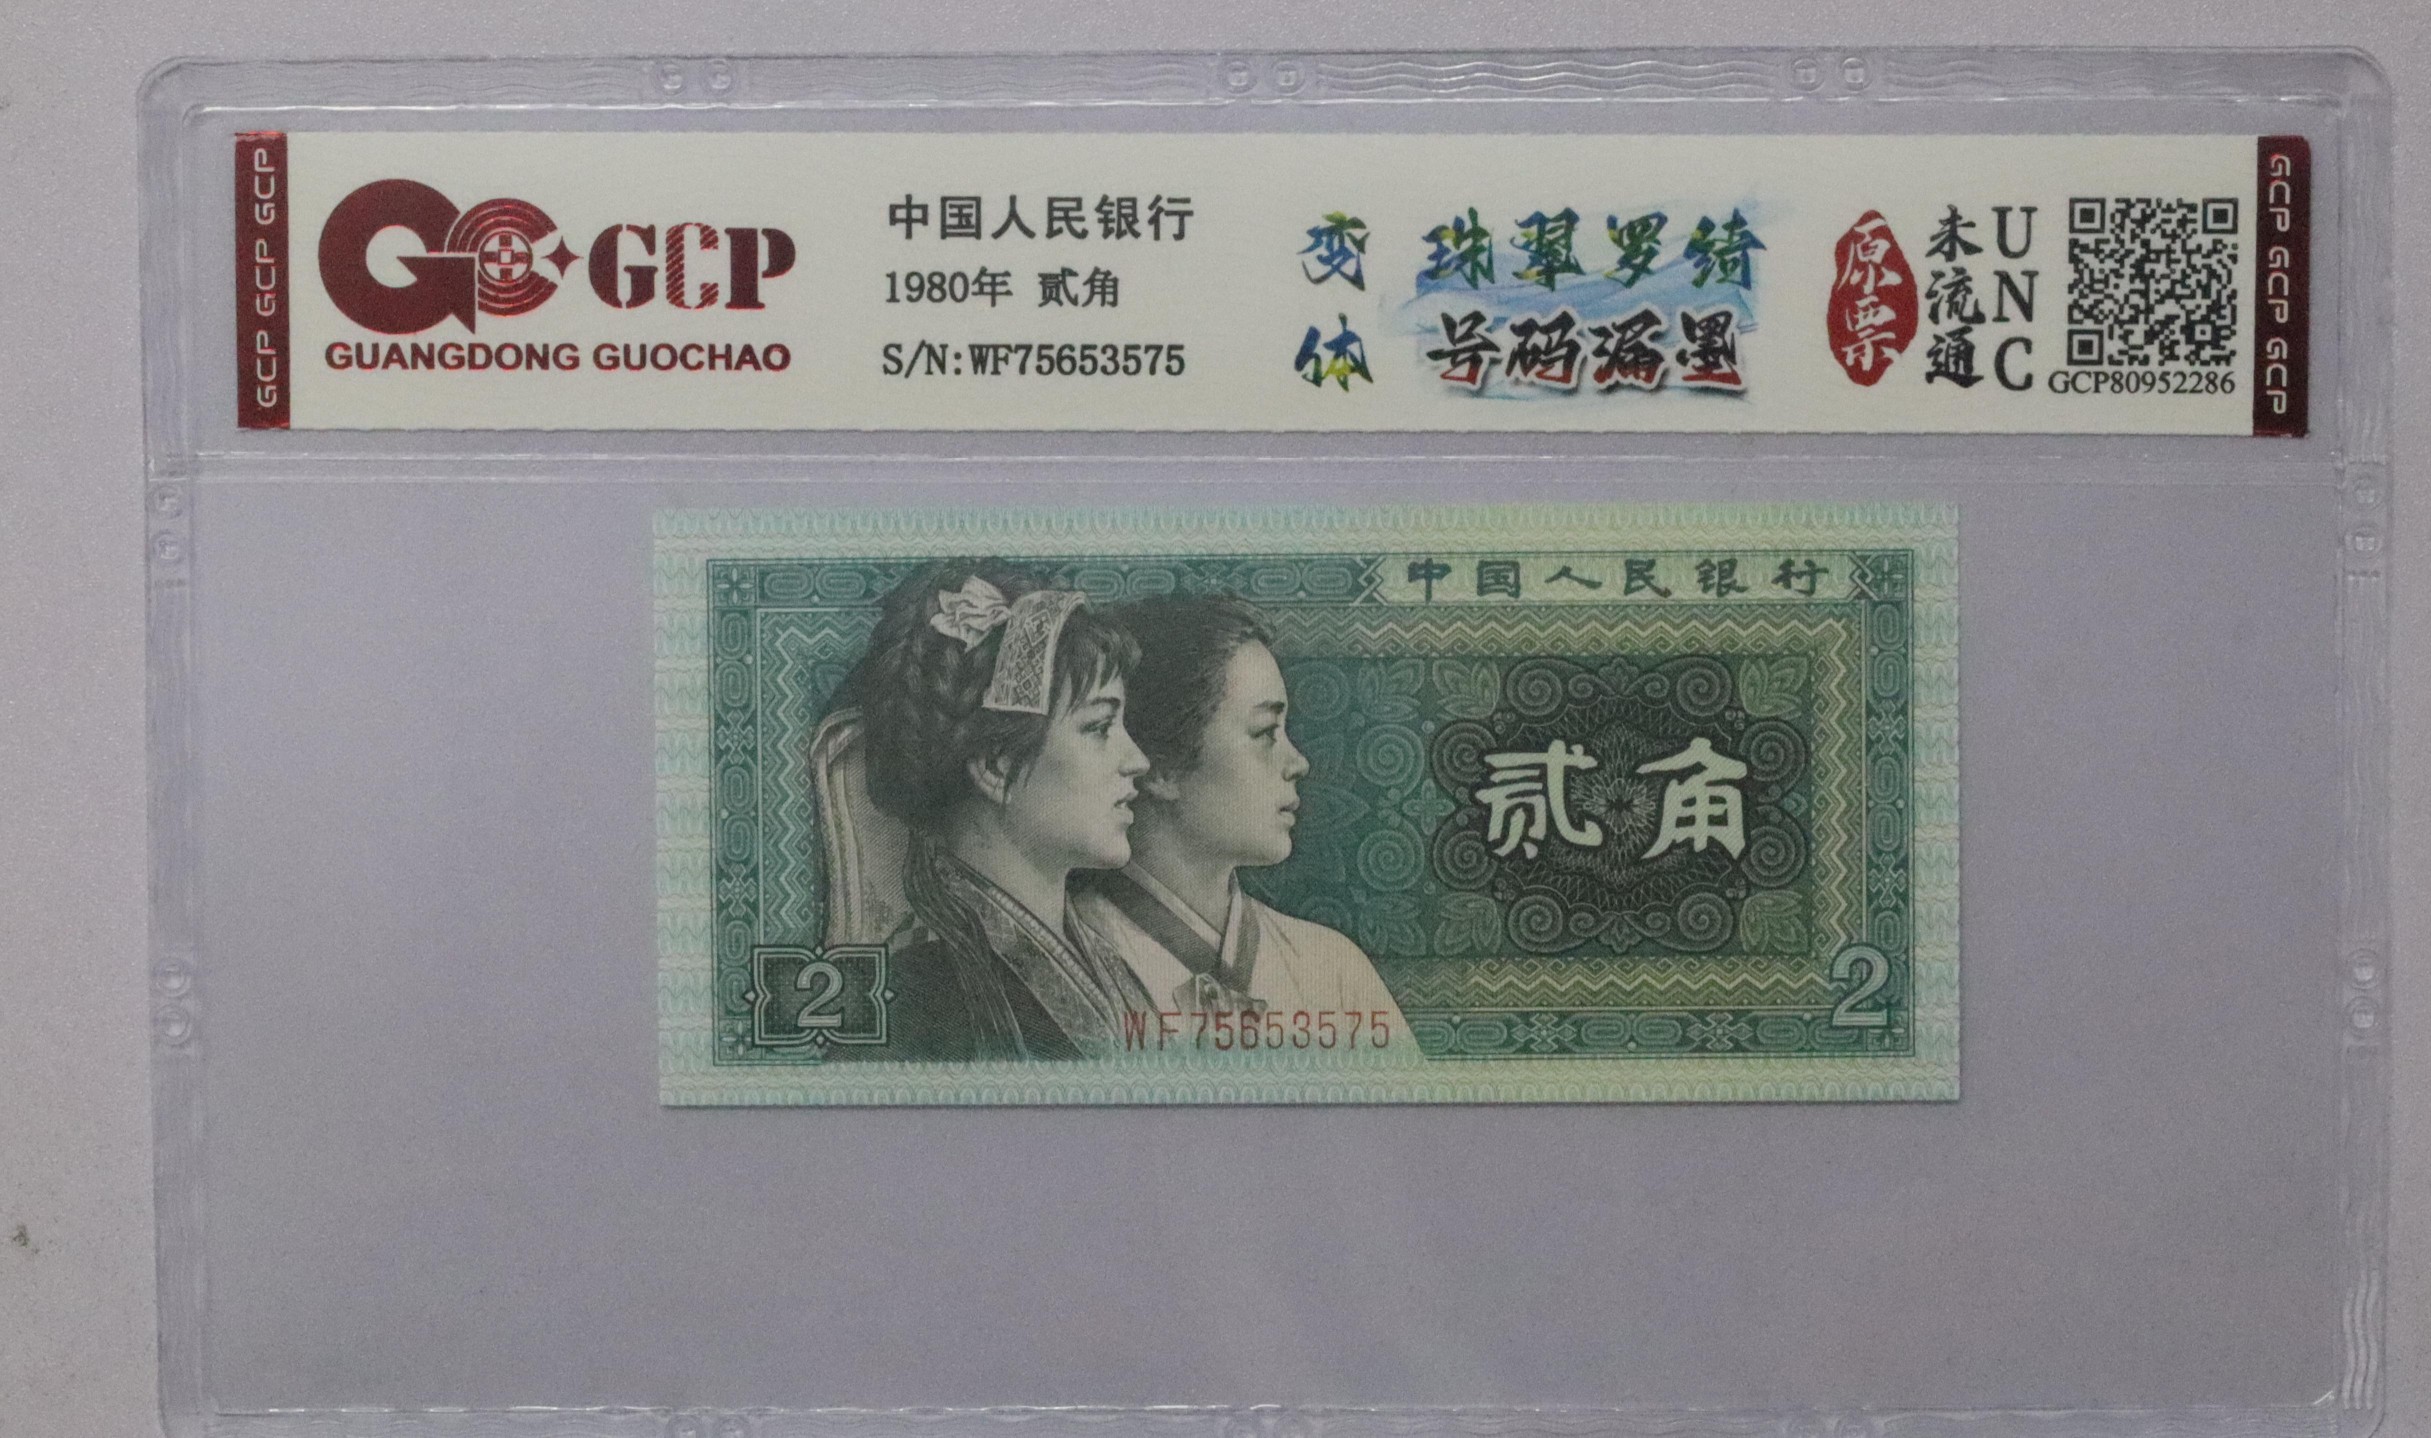 GCP GCP GCP
GCP
GUANGDONG GUOCHAO
中国人民银行
1980年 贰角
S/N:WF75653575
变体
珠翠罗绮
号码漏墨
原票
未流通
UNC
GCP80952286
GCP GCP GCP
中国人民银行
贰角
2
2
WF75653575